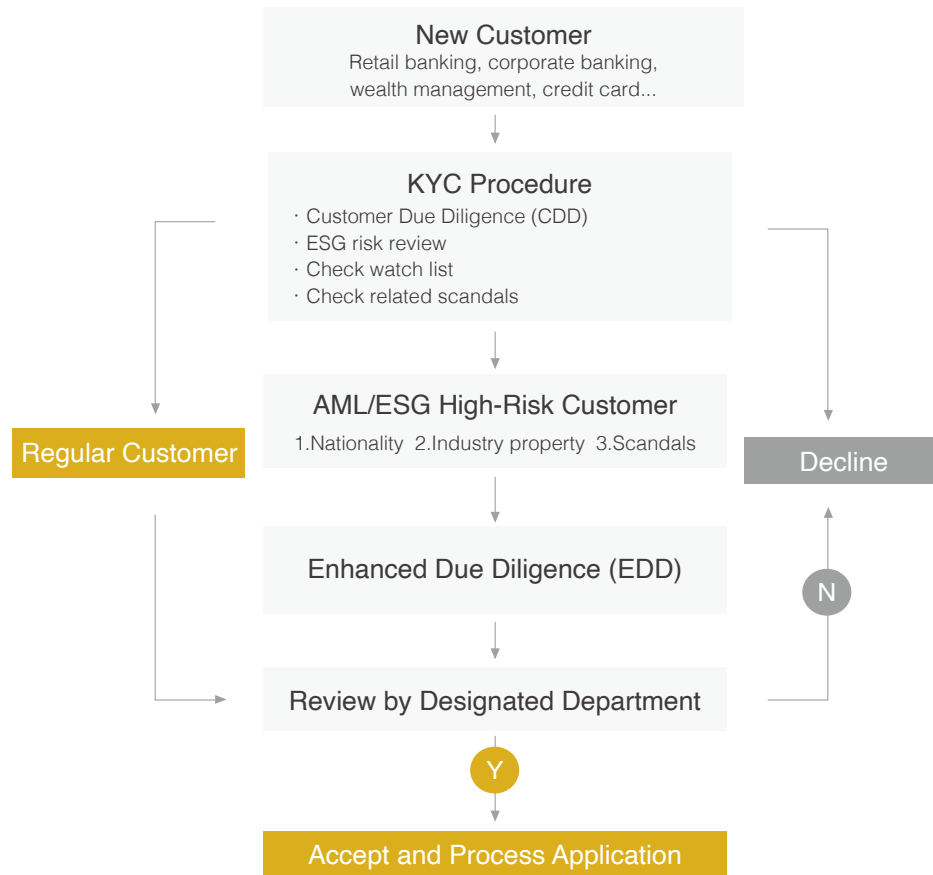 New Customer
Retail banking, corporate banking,
wealth management, credit card...
KYC Procedure
· Customer Due Diligence (CDD)
· ESG risk review
· Check watch list
· Check related scandals
AML/ESG High-Risk Customer
1.Nationality 2.Industry property 3.Scandals
Regular Customer
Decline
Enhanced Due Diligence (EDD)
N
Review by Designated Department
Y
Accept and Process Application